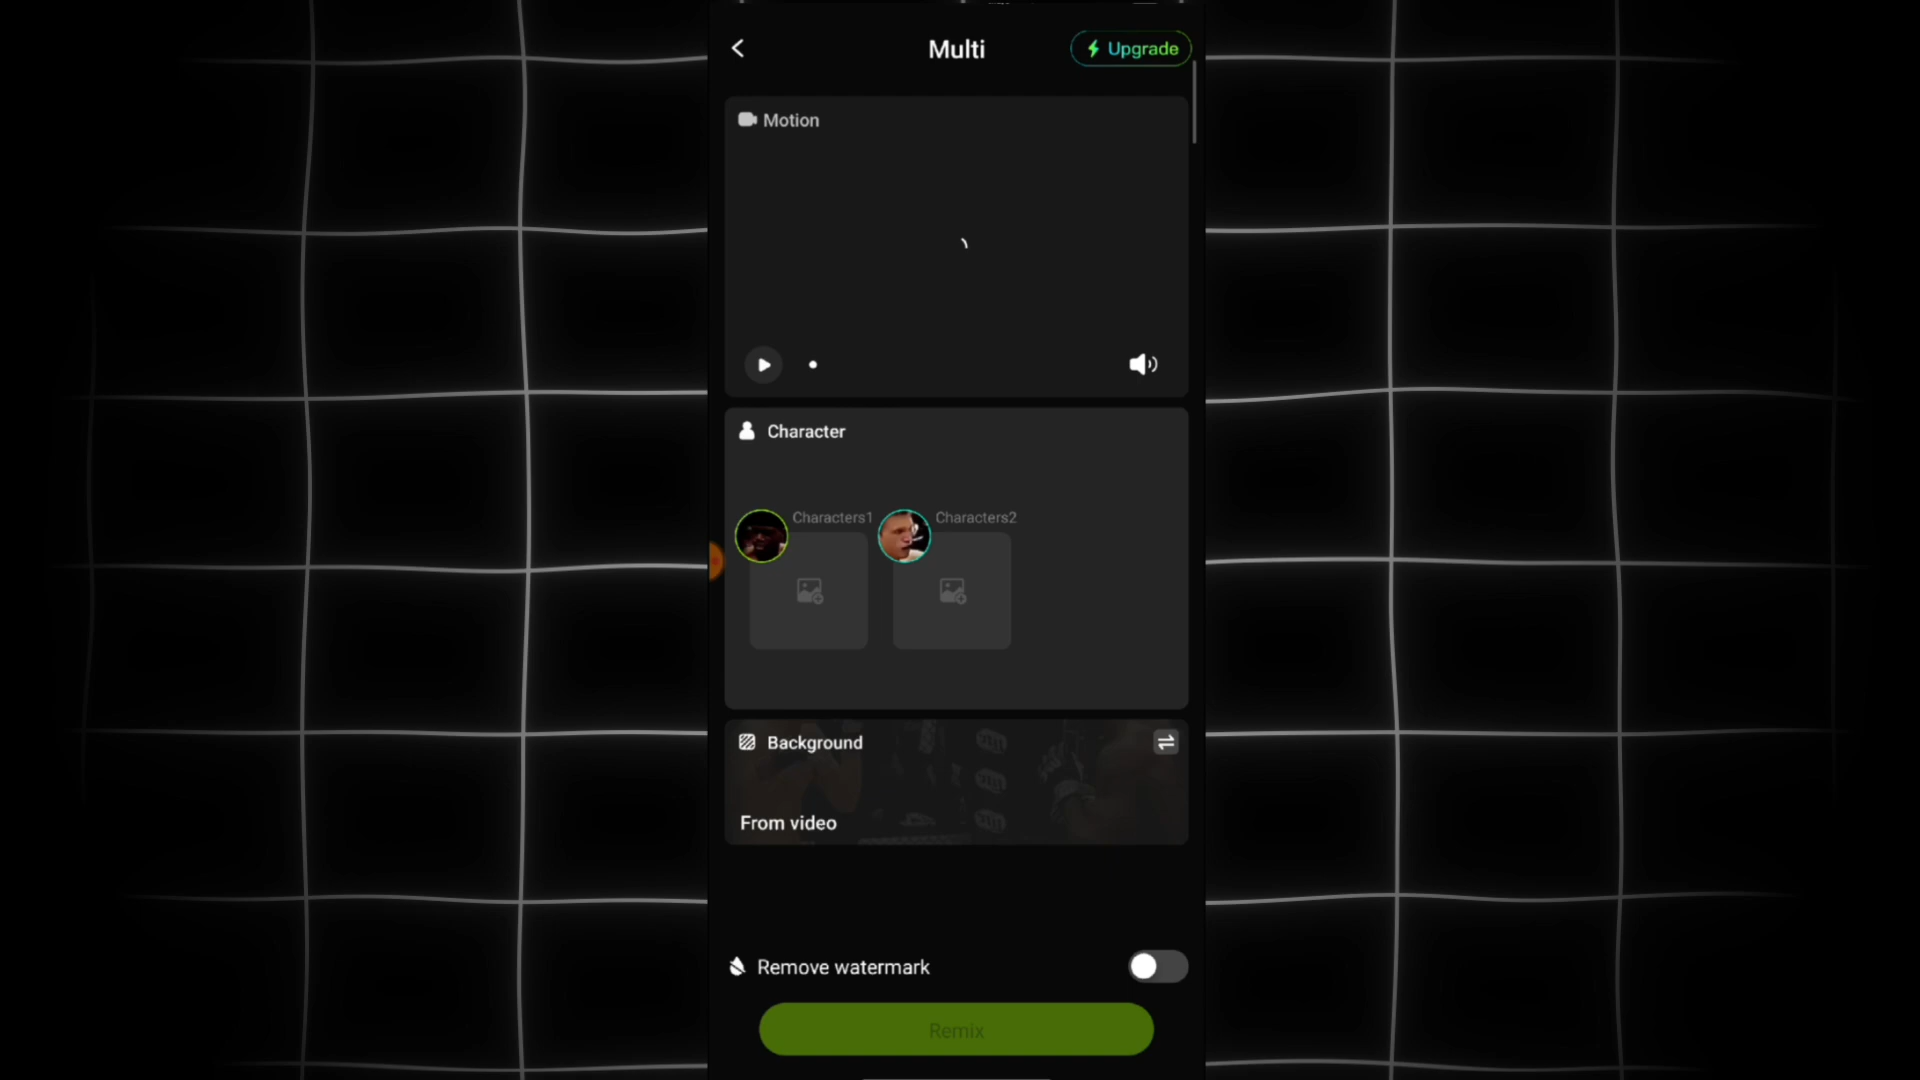 Multi
Upgrade
Motion
Character
Characters1
Characters2
Background
From video
Remove watermark
Remix